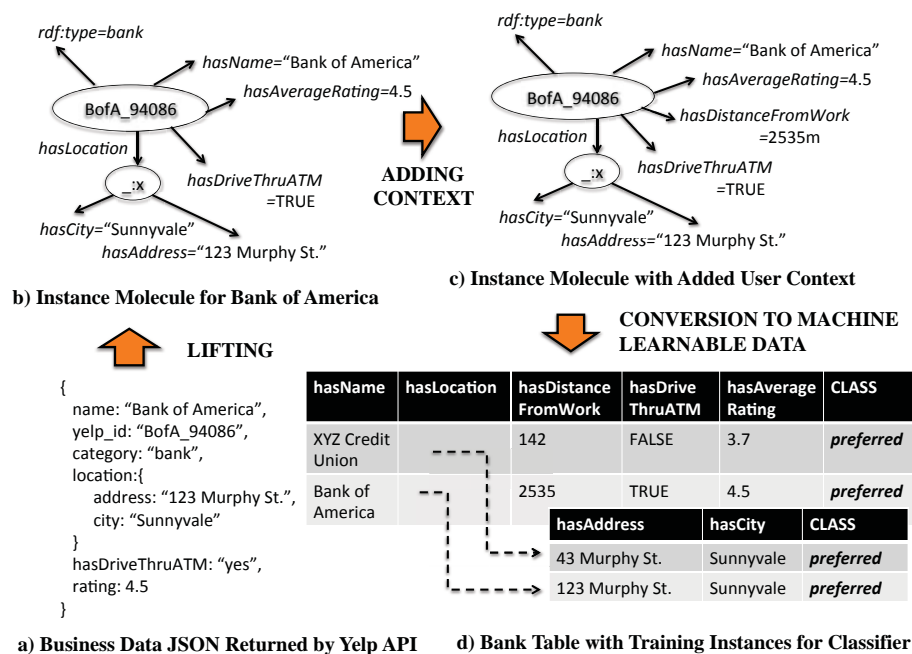 rdf:type=bank
hasName="Bank of America"
hasAverageRating=4.5
BofA_94086
hasLocation
hasDriveThruATM
=TRUE
_:x
hasCity="Sunnyvale"
hasAddress="123 Murphy St."
b) Instance Molecule for Bank of America
ADDING
CONTEXT
rdf:type=bank
hasName="Bank of America"
hasAverageRating=4.5
BofA_94086
hasDistanceFromWork
=2535m
hasLocation
hasDriveThruATM
=TRUE
_:x
hasCity="Sunnyvale"
hasAddress="123 Murphy St."
c) Instance Molecule with Added User Context
LIFTING
CONVERSION TO MACHINE
LEARNABLE DATA
{
name: "Bank of America",
yelp_id: "BofA_94086",
category: "bank",
location:{
address: "123 Murphy St.",
city: "Sunnyvale"
}
hasDriveThruATM: "yes",
rating: 4.5
}
a) Business Data JSON Returned by Yelp API
hasName hasLocation hasDistance hasDrive hasAverage CLASS
FromWork ThruATM Rating
XYZ Credit 142 FALSE 3.7 preferred
Union
Bank of 2535 TRUE 4.5 preferred
America
hasAddress hasCity CLASS
43 Murphy St. Sunnyvale preferred
123 Murphy St. Sunnyvale preferred
d) Bank Table with Training Instances for Classifier